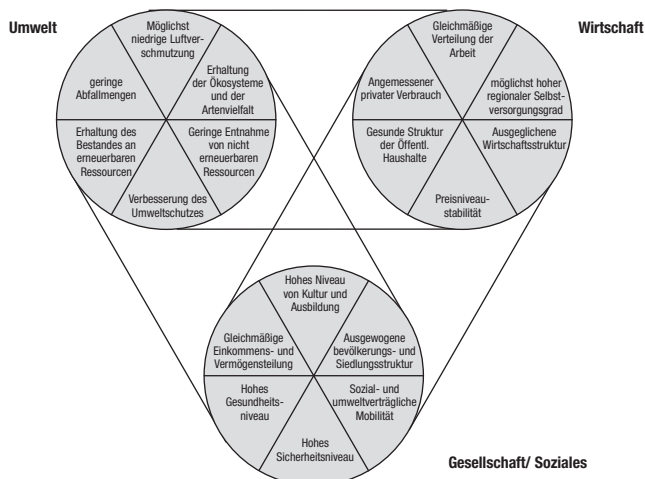 Umwelt
Möglichst
niedrige Luftver-
schmutzung
geringe
Abfallmengen
Erhaltung
der Ökosysteme
und der
Artenvielfalt
Erhaltung des
Bestandes an
erneuerbaren
Ressourcen
Geringe Entnahme
von nicht
erneuerbaren
Ressourcen
Verbesserung des
Umweltschutzes
Wirtschaft
Gleichmäßige
Verteilung der
Arbeit
Angemessener
privater Verbrauch
möglichst hoher
regionaler Selbst-
versorgungsgrad
Gesunde Struktur
der Öffentl.
Haushalte
Ausgeglichene
Wirtschaftsstruktur
Preisniveau-
stabilität
Hohes Niveau
von Kultur und
Ausbildung
Gleichmäßige
Einkommens- und
Vermögensteilung
Ausgewogene
bevölkerungs- und
Siedlungsstruktur
Hohes
Gesundheits-
niveau
Sozial- und
umweltverträgliche
Mobilität
Hohes
Sicherheitsniveau
Gesellschaft/ Soziales